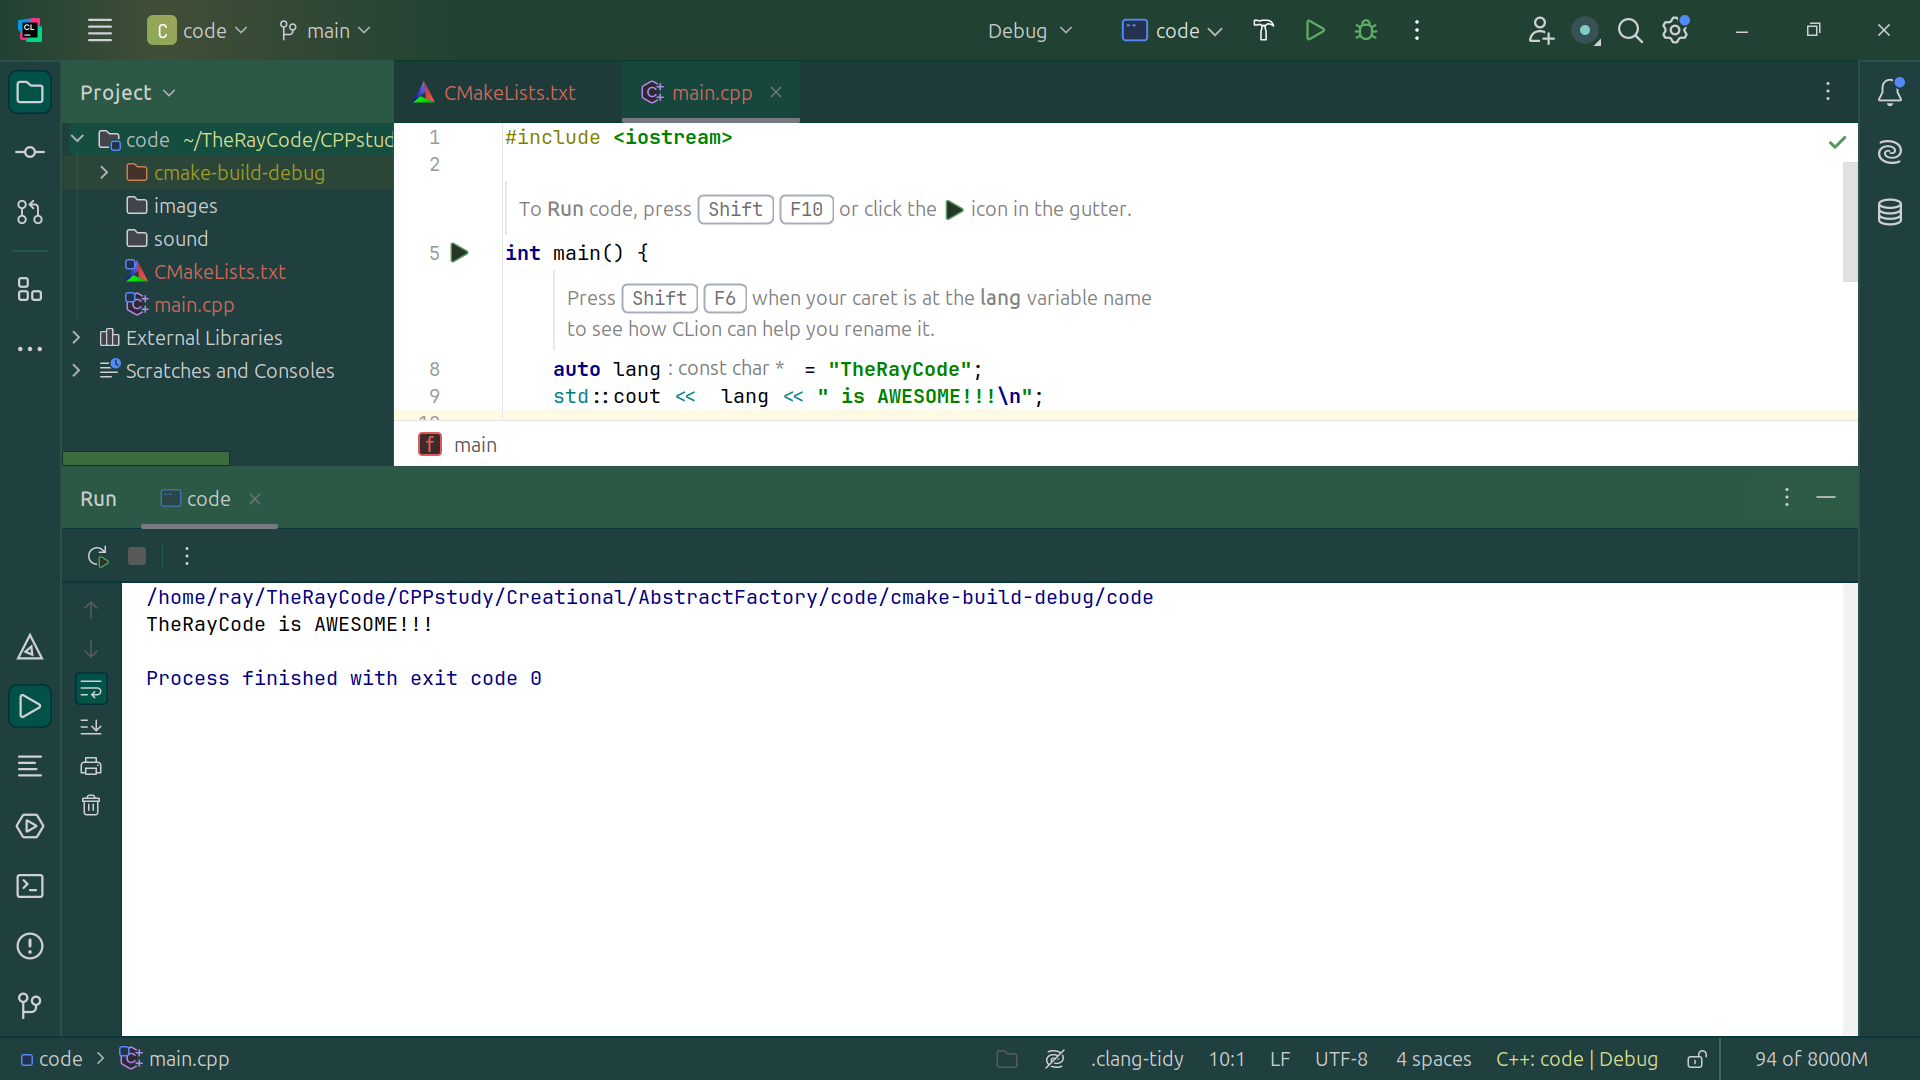 CL
C code
main
Debug
code
Project
CMakeLists.txt
main.cpp
code ~/TheRayCode/CPPstud
cmake-build-debug
images
sound
CMakeLists.txt
main.cpp
External Libraries
Scratches and Consoles
1 #include <iostream>
2
To Run code, press Shift F10 or click the icon in the gutter.
5 int main() {
Press Shift F6 when your caret is at the lang variable name
to see how CLion can help you rename it.
8 auto lang : const char * = "TheRayCode";
9 std::cout << lang << " is AWESOME!!!\n";
f main
Run
code
/home/ray/TheRayCode/CPPstudy/Creational/AbstractFactory/code/cmake-build-debug/code
TheRayCode is AWESOME!!!
Process finished with exit code 0
code > main.cpp
.clang-tidy 10:1 LF UTF-8 4 spaces C++: code | Debug 94 of 8000M